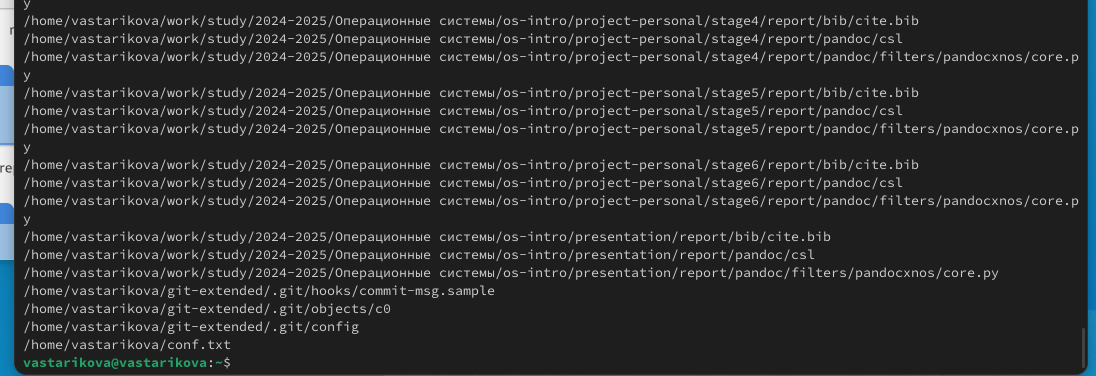 y
/home/vastarikova/work/study/2024-2025/Операционные системы/os-intro/project-personal/stage4/report/bib/cite.bib
/home/vastarikova/work/study/2024-2025/Операционные системы/os-intro/project-personal/stage4/report/pandoc/csl
/home/vastarikova/work/study/2024-2025/Операционные системы/os-intro/project-personal/stage4/report/pandoc/filters/pandocxnos/core.p
y
/home/vastarikova/work/study/2024-2025/Операционные системы/os-intro/project-personal/stage5/report/bib/cite.bib
/home/vastarikova/work/study/2024-2025/Операционные системы/os-intro/project-personal/stage5/report/pandoc/csl
/home/vastarikova/work/study/2024-2025/Операционные системы/os-intro/project-personal/stage5/report/pandoc/filters/pandocxnos/core.p
y
/home/vastarikova/work/study/2024-2025/Операционные системы/os-intro/project-personal/stage6/report/bib/cite.bib
/home/vastarikova/work/study/2024-2025/Операционные системы/os-intro/project-personal/stage6/report/pandoc/csl
/home/vastarikova/work/study/2024-2025/Операционные системы/os-intro/project-personal/stage6/report/pandoc/filters/pandocxnos/core.p
y
/home/vastarikova/work/study/2024-2025/Операционные системы/os-intro/presentation/report/bib/cite.bib
/home/vastarikova/work/study/2024-2025/Операционные системы/os-intro/presentation/report/pandoc/csl
/home/vastarikova/work/study/2024-2025/Операционные системы/os-intro/presentation/report/pandoc/filters/pandocxnos/core.py
/home/vastarikova/git-extended/.git/hooks/commit-msg.sample
/home/vastarikova/git-extended/.git/objects/c0
/home/vastarikova/git-extended/.git/config
/home/vastarikova/conf.txt
vastarikova@vastarikova:~$